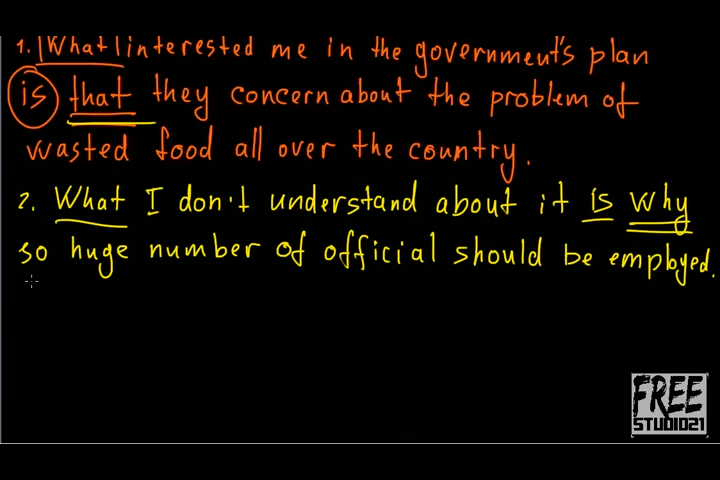 1. What interested me in the government's plan
is that they concern about the problem of
wasted food all over the country.
2. What I don't understand about it is why
so huge number of official should be employed.
FREE
STUDIO21